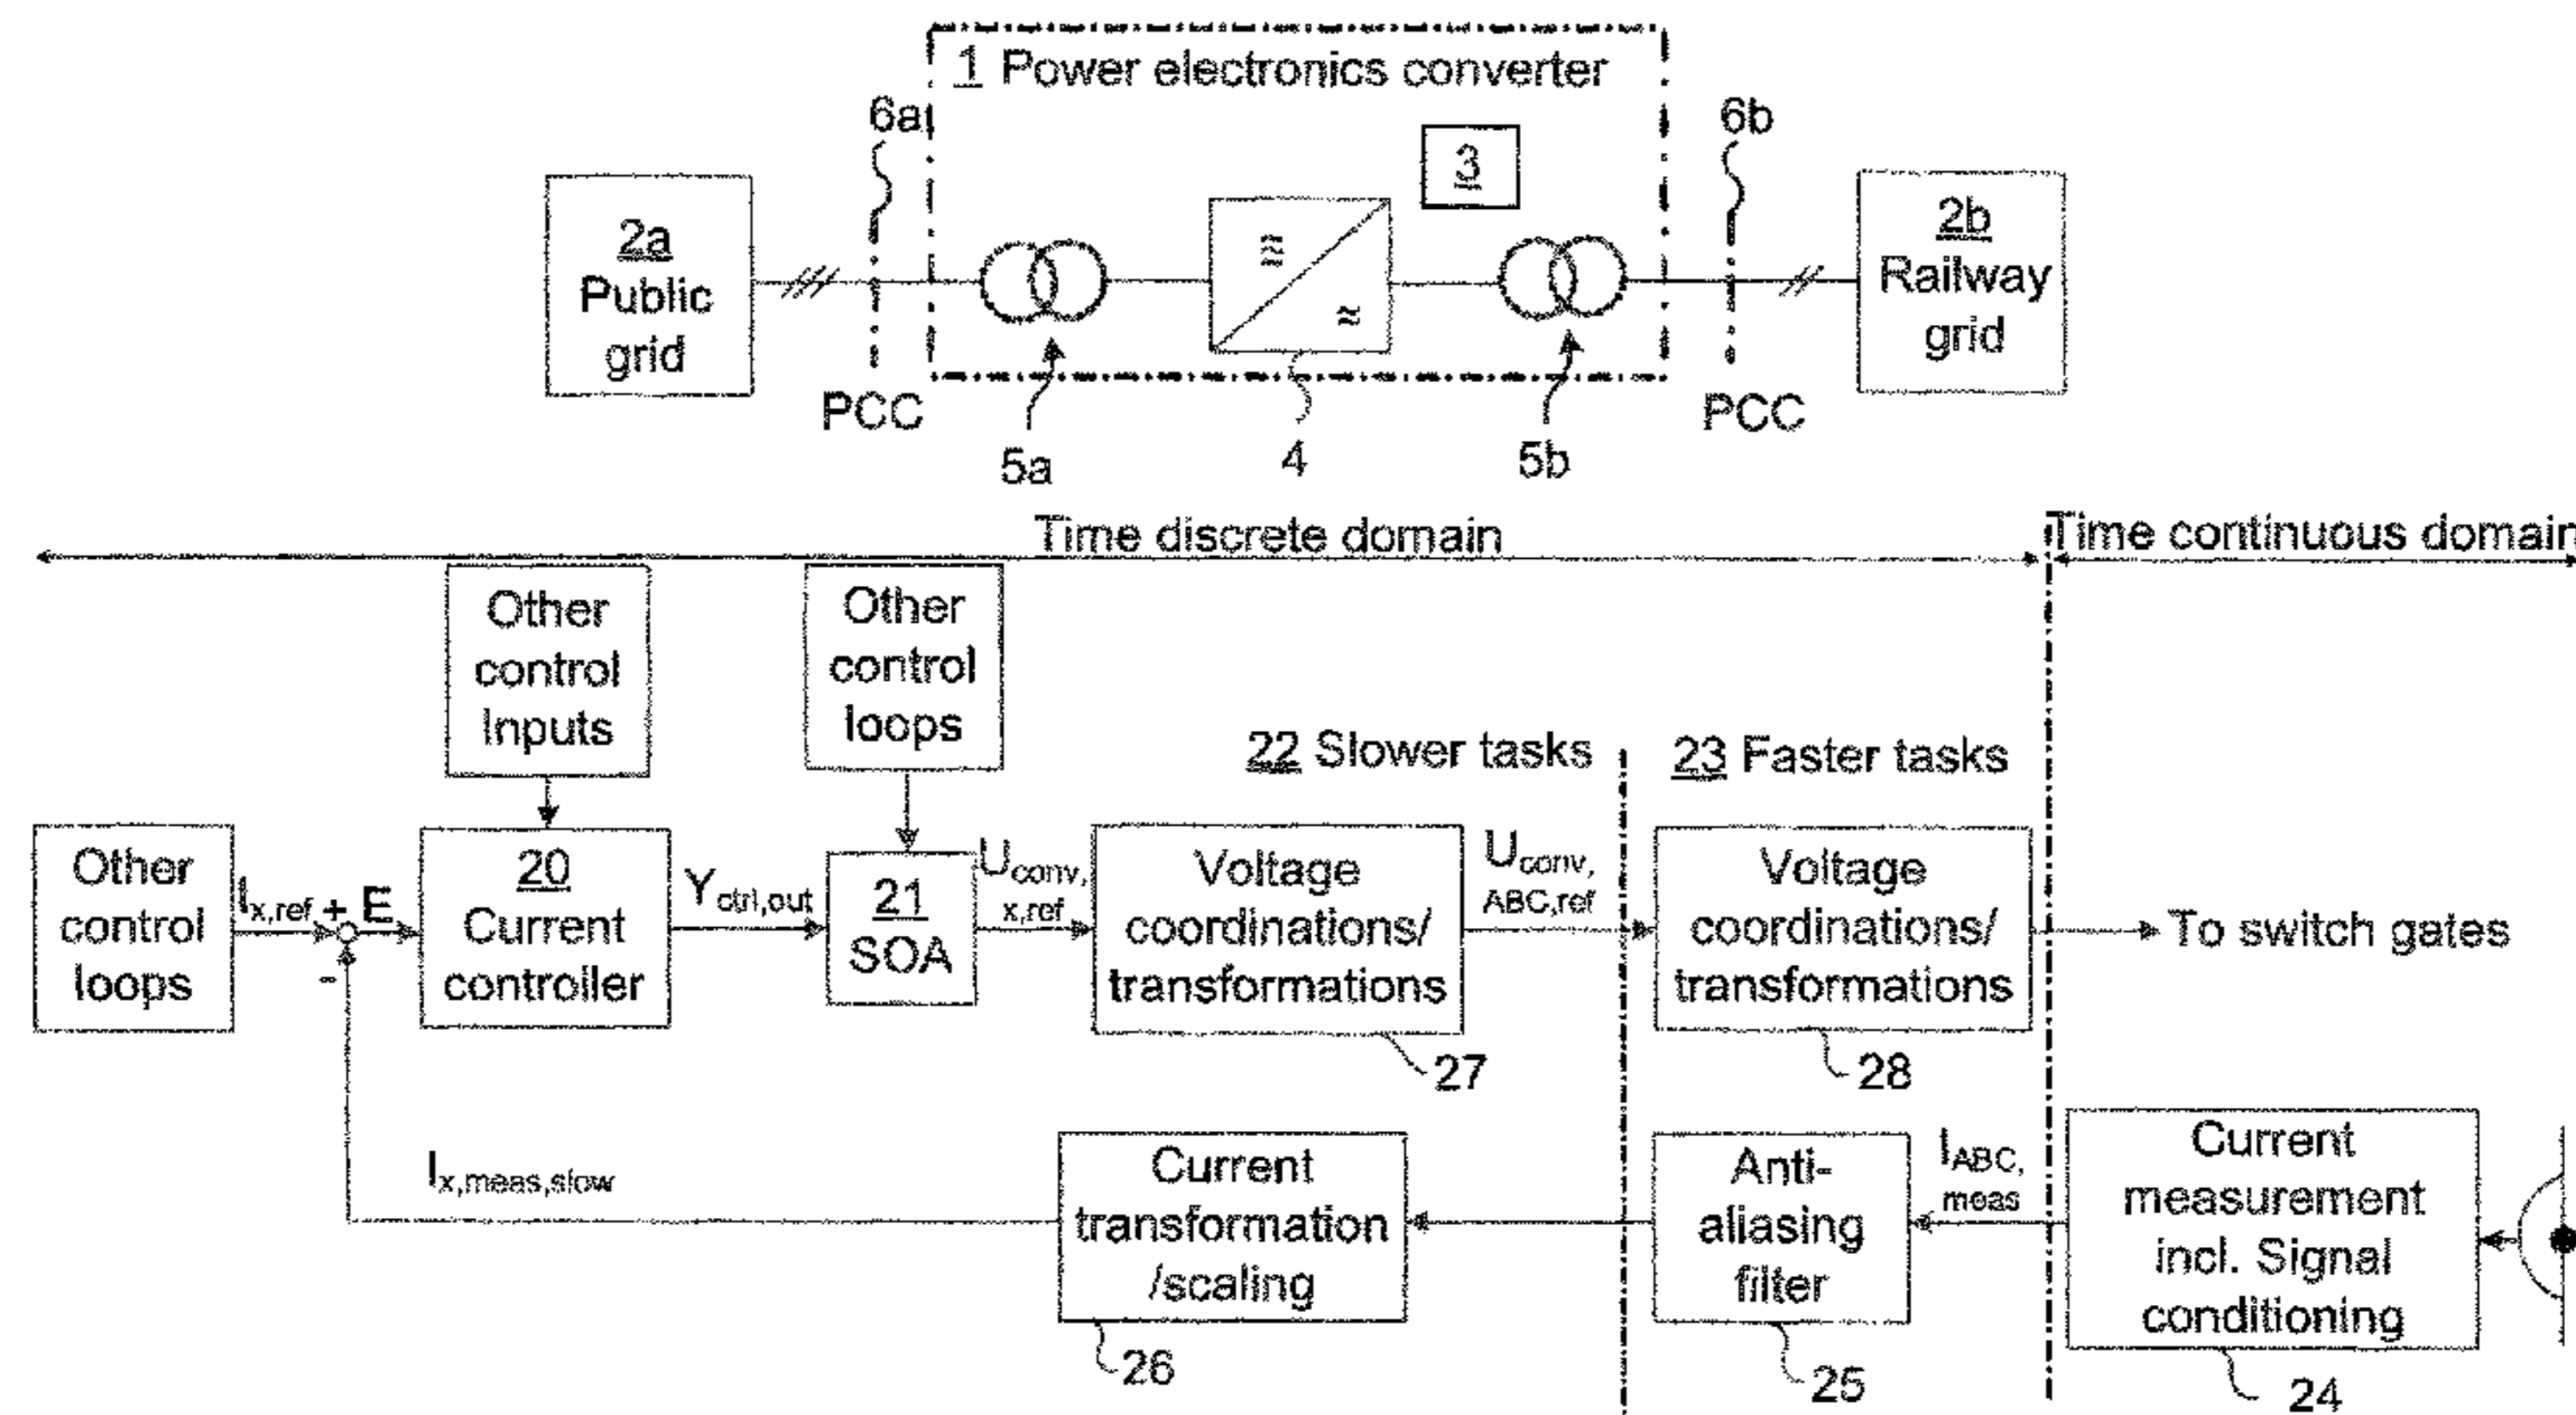 1 Power electronics converter
6a
6b
3
2a
Public
grid
2b
Railway
grid
≅
≈
PCC
PCC
5a
4
5b
Time discrete domain
Time continuous domain
Other
control
Inputs
Other
control
loops
22 Slower tasks
23 Faster tasks
Other
control
loops
Ix,ref
+
E
-
20
Current
controller
Yctrl,out
21
SOA
Uconv,
x,ref
Voltage
coordinations/
transformations
Uconv,
ABC,ref
Voltage
coordinations/
transformations
To switch gates
27
28
Ix,meas,slow
Current
transformation
/scaling
Anti-
aliasing
filter
IABC,
meas
Current
measurement
incl. Signal
conditioning
26
25
24